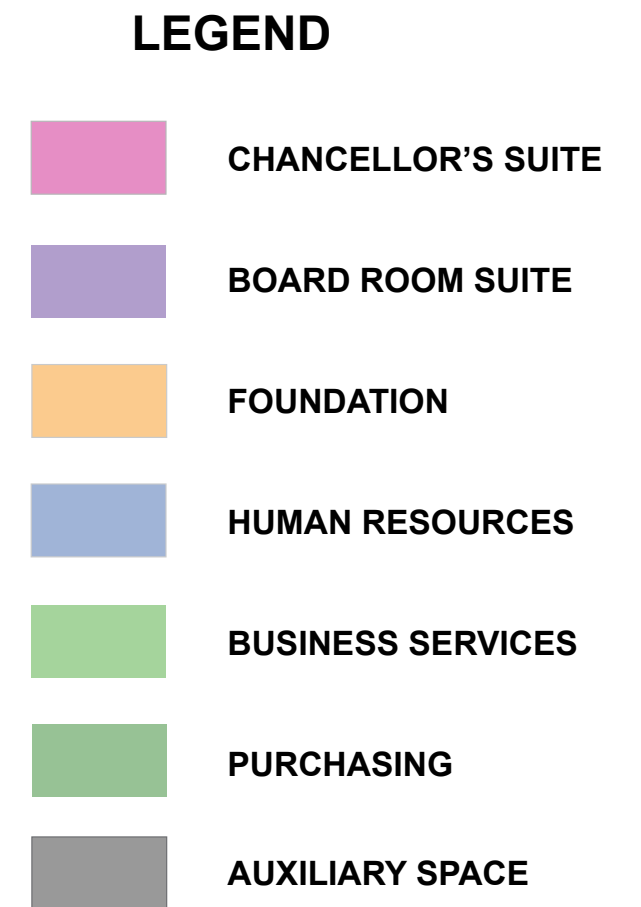 LEGEND
CHANCELLOR’S SUITE
BOARD ROOM SUITE
FOUNDATION
HUMAN RESOURCES
BUSINESS SERVICES
PURCHASING
AUXILIARY SPACE